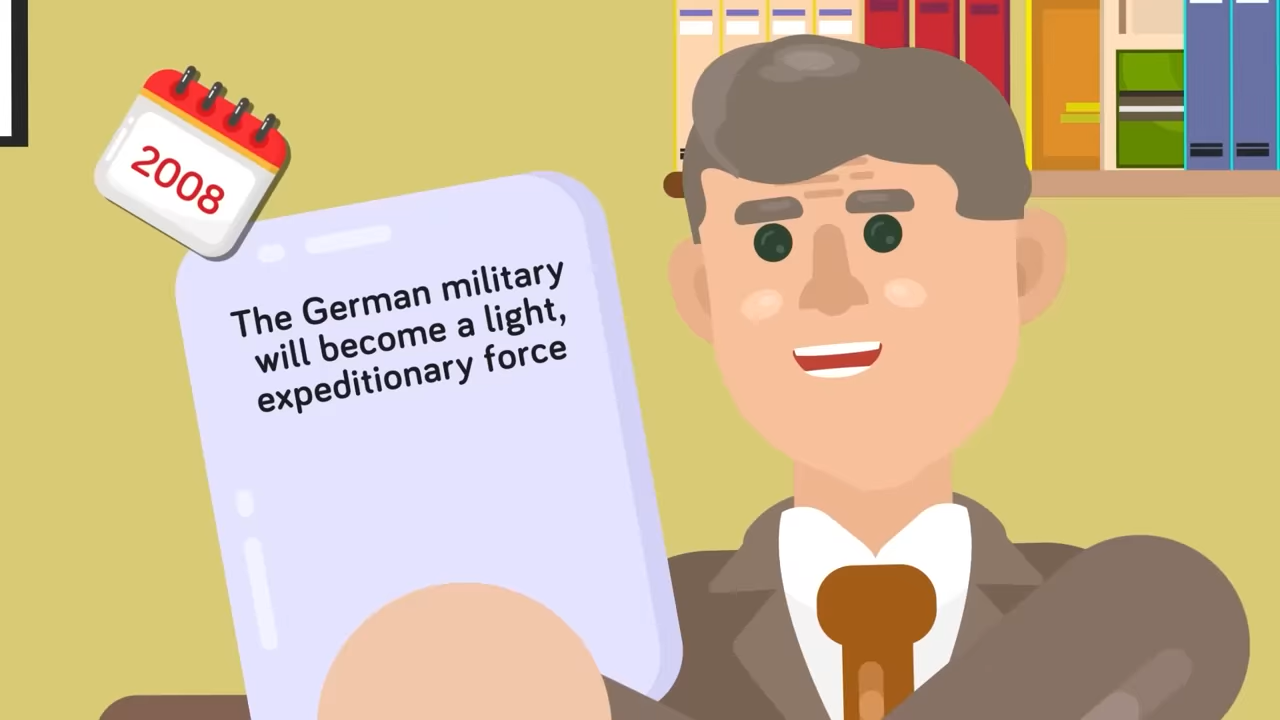 2008
The German military
will become a light,
expeditionary force